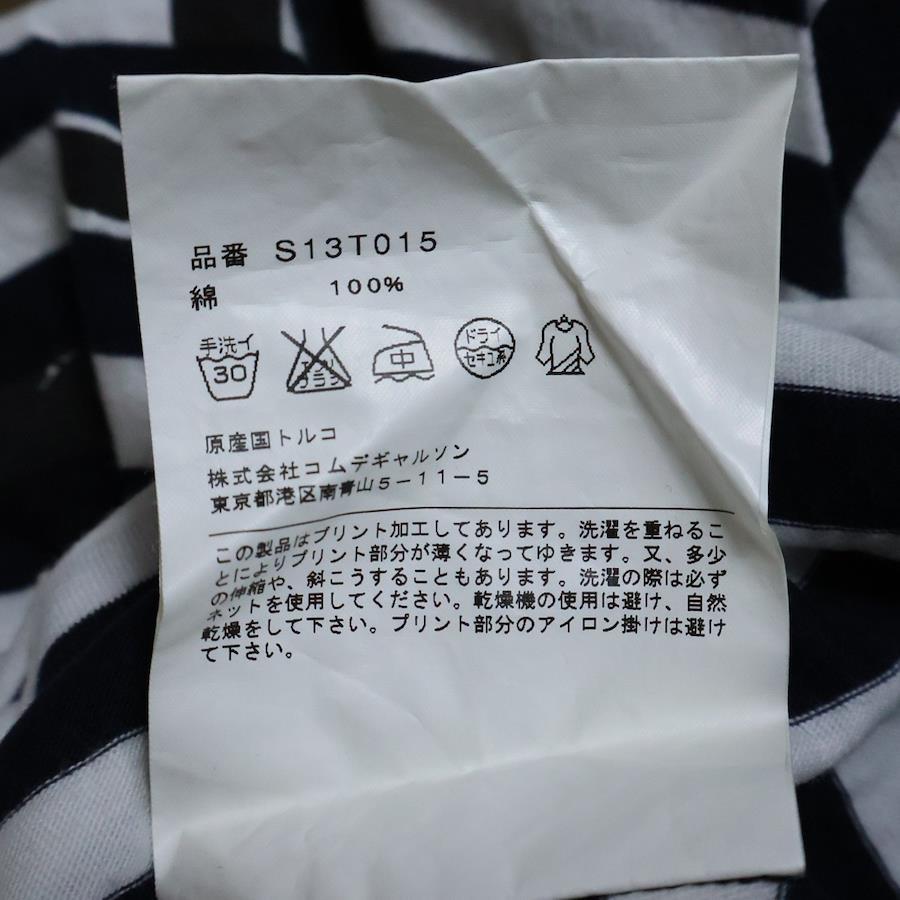 品番 S13T015
綿 100%
手洗イ 30 エンソサラシ 中 ドライ セキユ系
原産国トルコ
株式会社コムデギャルソン
東京都港区南青山5-11-5
この製品はプリント加工してあります。洗濯を重ねるこ
とによりプリント部分が薄くなってゆきます。又、多少
の伸縮や、斜こうすることもあります。洗濯の際は必ず
ネットを使用してください。乾燥機の使用は避け、自然
乾燥をして下さい。プリント部分のアイロン掛けは避け
て下さい。